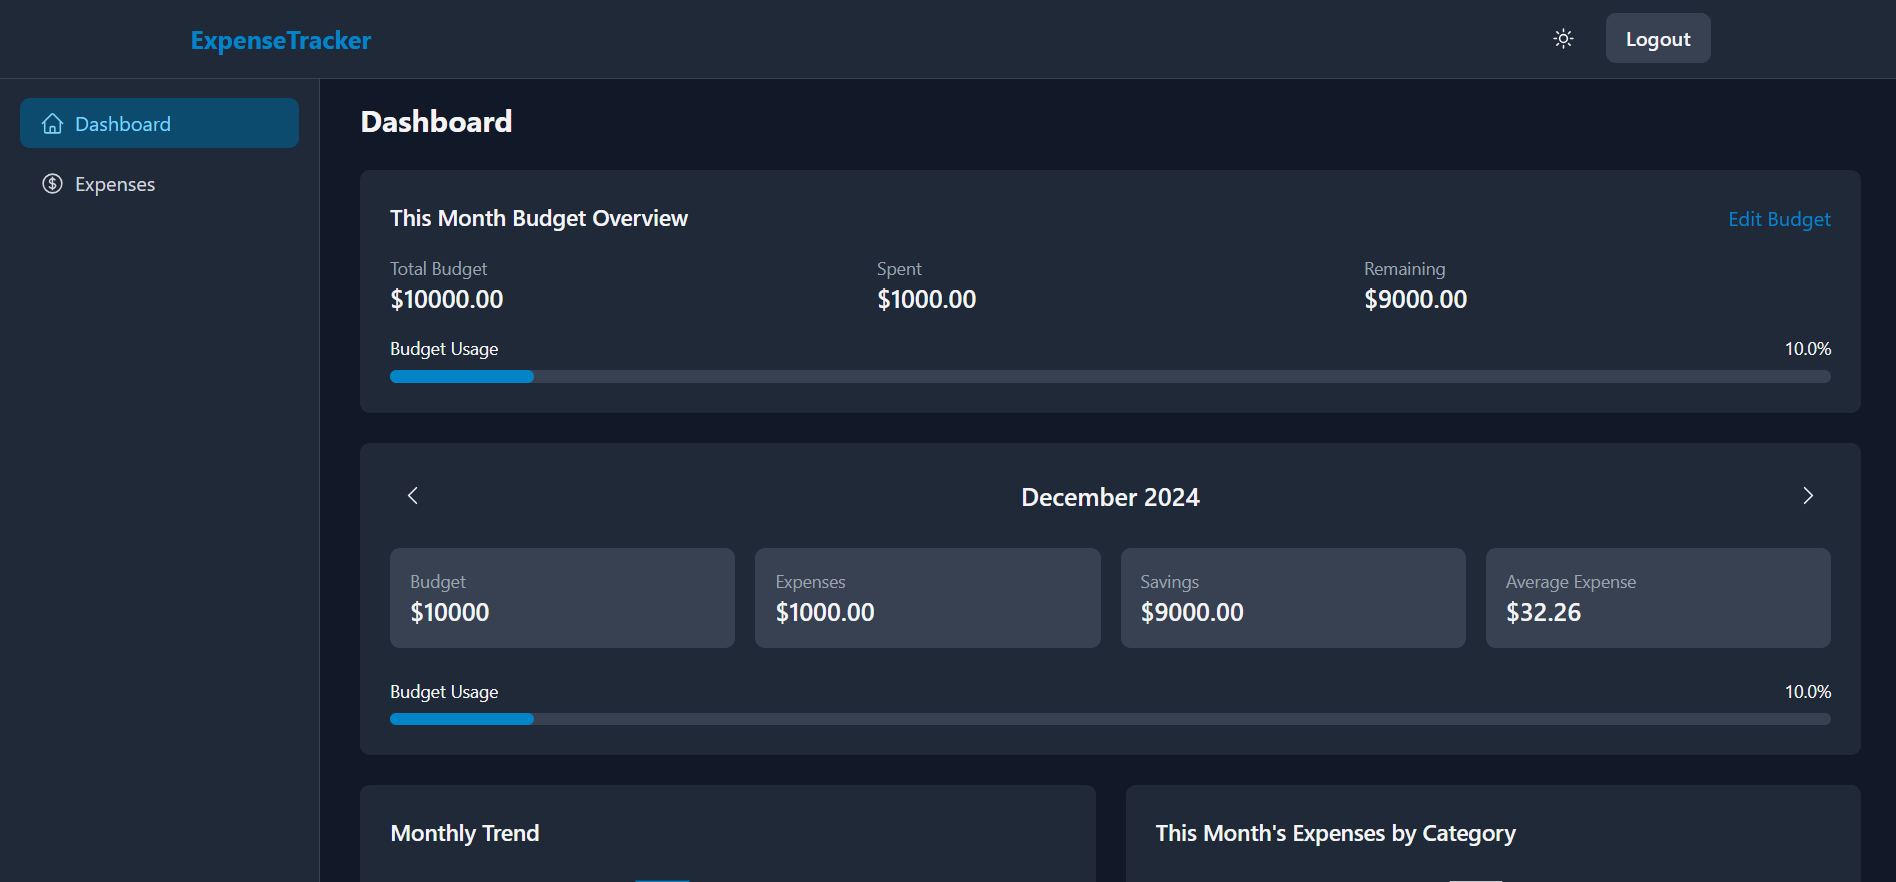 ExpenseTracker
Logout
Dashboard
Expenses
Dashboard
This Month Budget Overview
Edit Budget
Total Budget
$10000.00
Spent
$1000.00
Remaining
$9000.00
Budget Usage
10.0%
December 2024
Budget
$10000
Expenses
$1000.00
Savings
$9000.00
Average Expense
$32.26
Budget Usage
10.0%
Monthly Trend
This Month's Expenses by Category